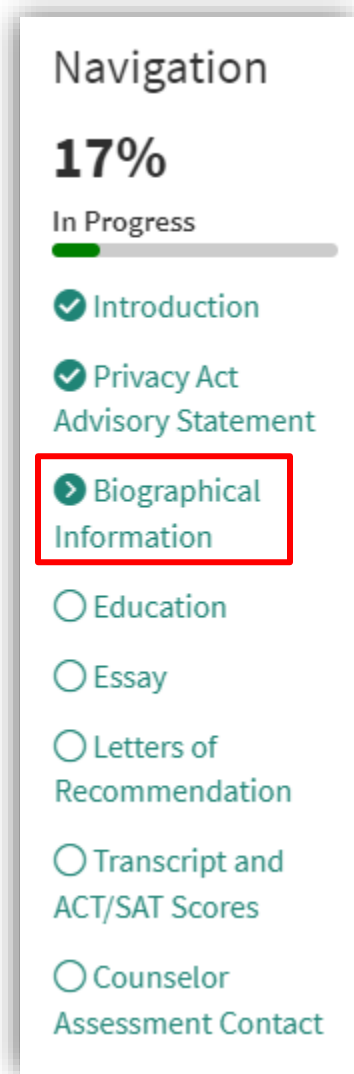 Navigation
17%
In Progress
Introduction
Privacy Act
Advisory Statement
Biographical
Information
Education
Essay
Letters of
Recommendation
Transcript and
ACT/SAT Scores
Counselor
Assessment Contact